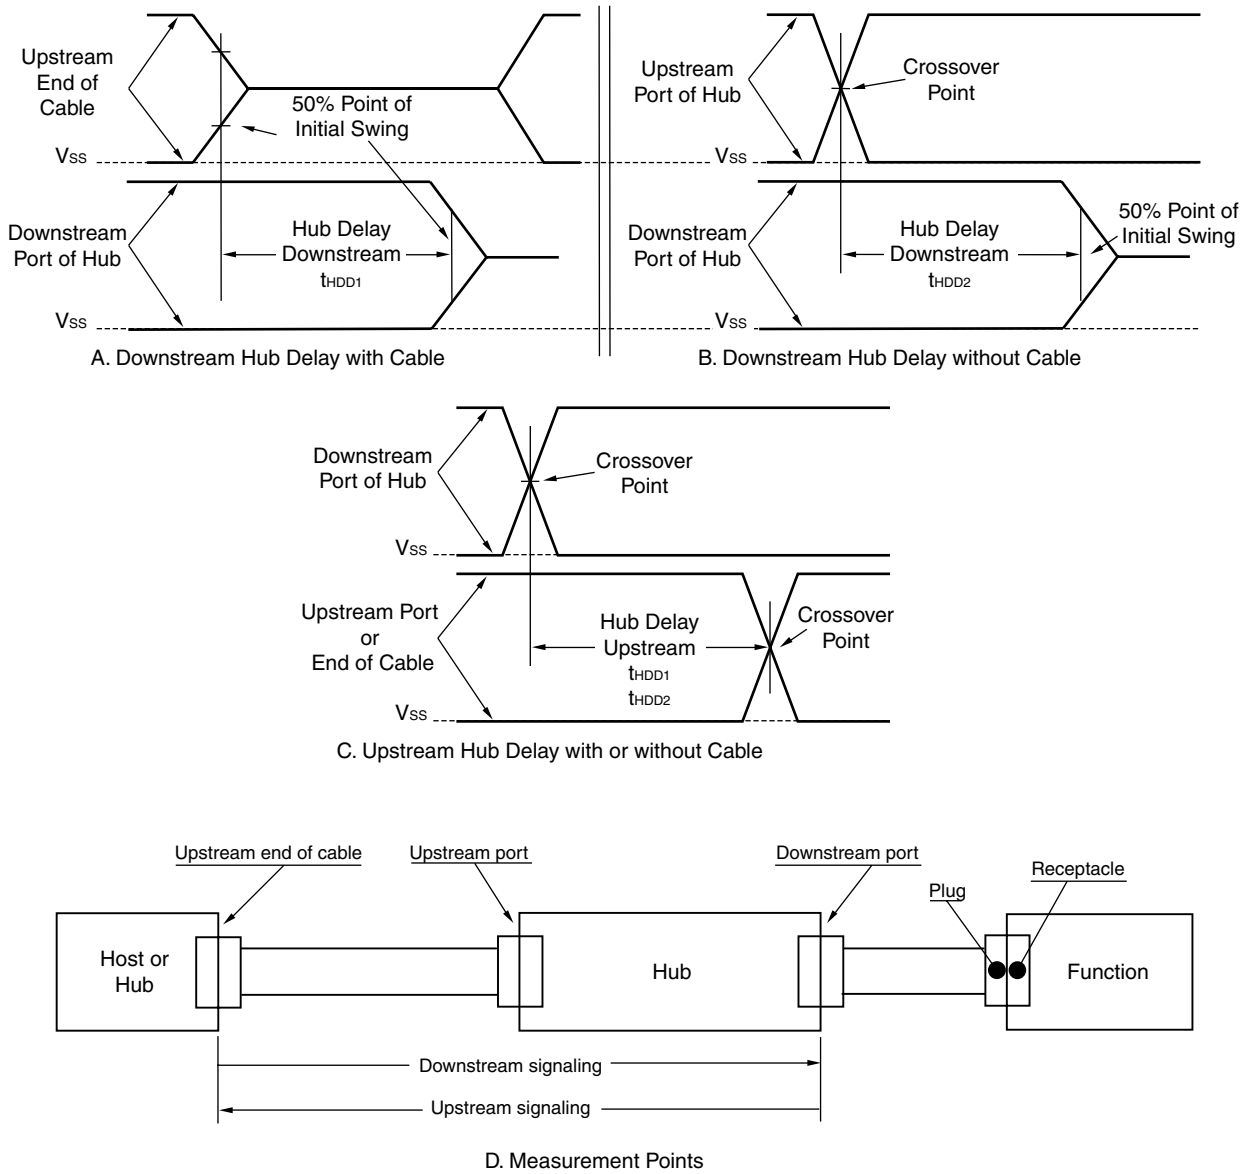 Upstream
End of
Cable
50% Point of
Initial Swing
VSS
Downstream
Port of Hub
Hub Delay
Downstream
tHDD1
VSS
A. Downstream Hub Delay with Cable
Upstream
Port of Hub
Crossover
Point
VSS
Downstream
Port of Hub
Hub Delay
Downstream
tHDD2
50% Point of
Initial Swing
VSS
B. Downstream Hub Delay without Cable
Downstream
Port of Hub
Crossover
Point
VSS
Upstream Port
or
End of Cable
Hub Delay
Upstream
tHDD1
tHDD2
Crossover
Point
VSS
C. Upstream Hub Delay with or without Cable
Upstream end of cable
Upstream port
Downstream port
Plug
Receptacle
Host or
Hub
Hub
Function
Downstream signaling
Upstream signaling
D. Measurement Points